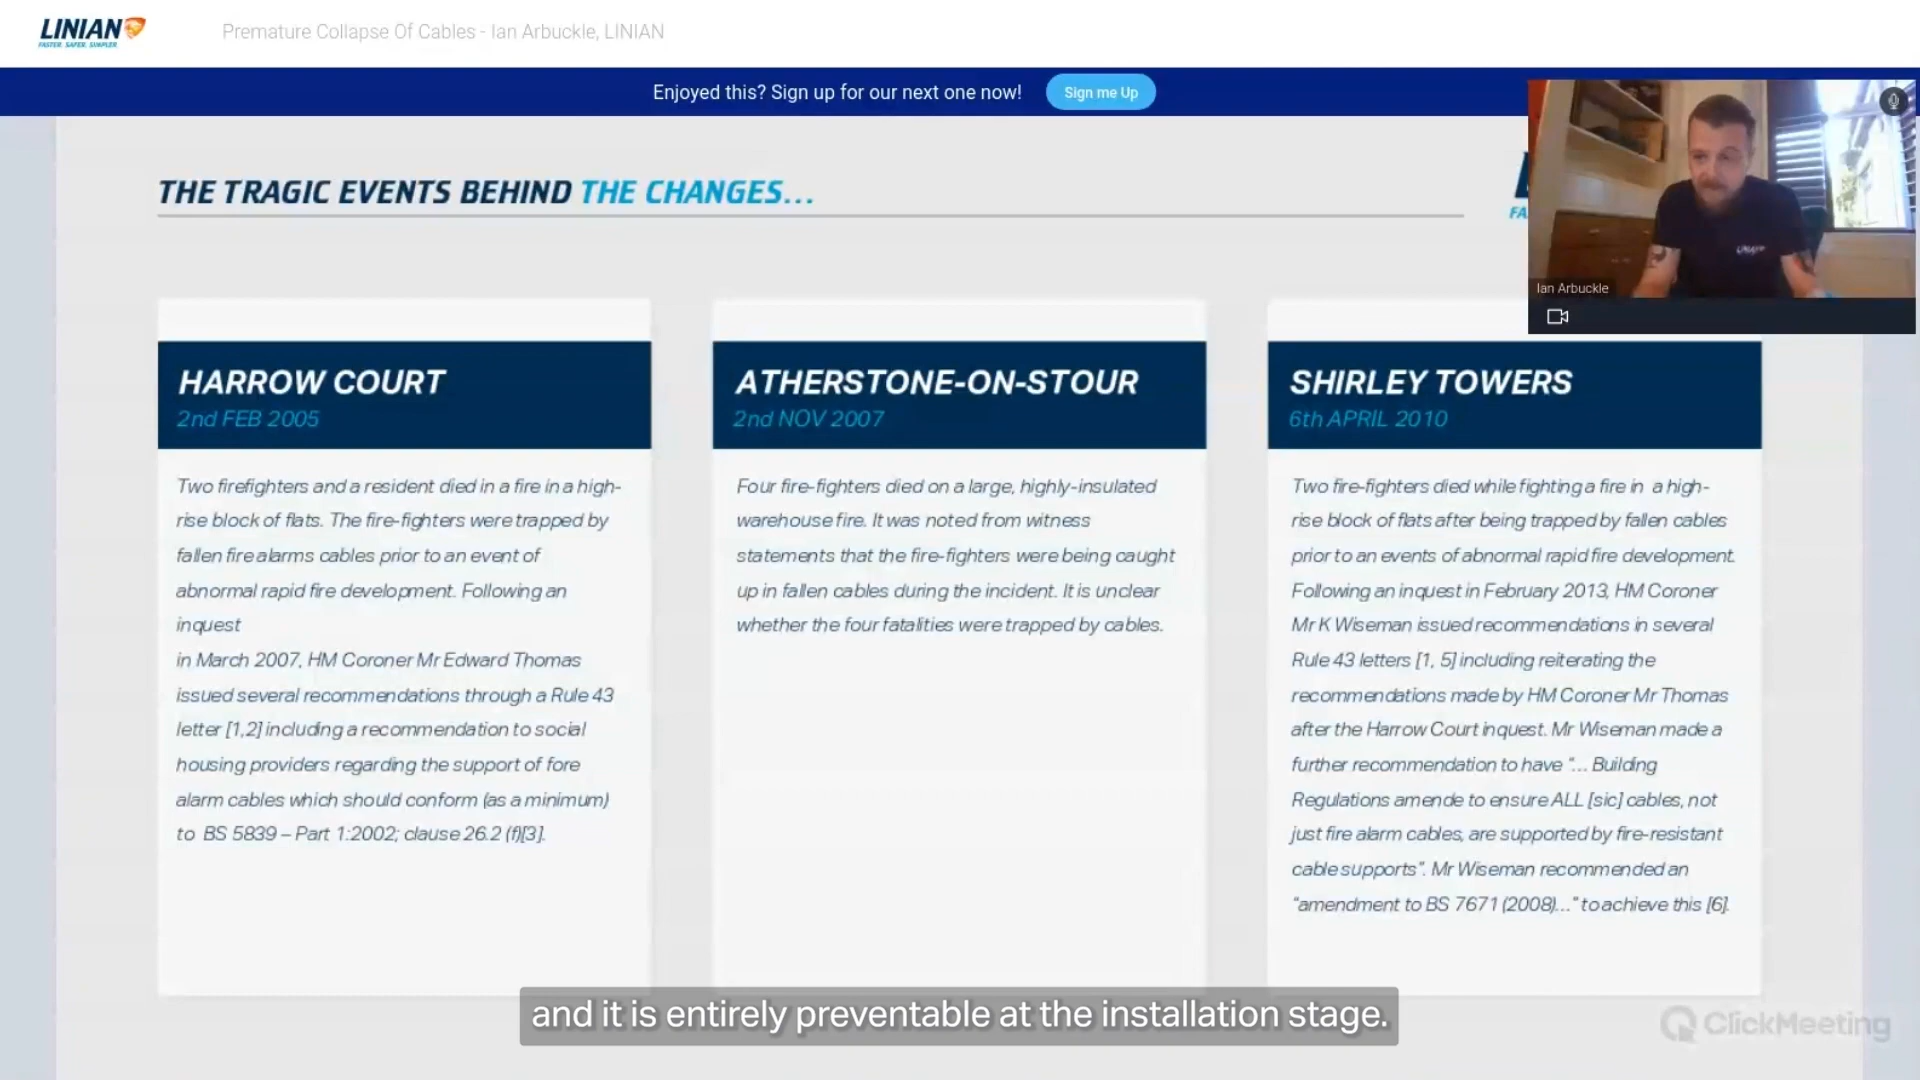 LINIAN
FASTER. SAFER. SIMPLER.
Premature Collapse Of Cables - Ian Arbuckle, LINIAN
Enjoyed this? Sign up for our next one now!
Sign me Up
THE TRAGIC EVENTS BEHIND THE CHANGES...
FA
LINIAN
Ian Arbuckle
HARROW COURT
2nd FEB 2005
Two firefighters and a resident died in a fire in a high-
rise block of flats. The fire-fighters were trapped by
fallen fire alarms cables prior to an event of
abnormal rapid fire development. Following an
inquest
in March 2007, HM Coroner Mr Edward Thomas
issued several recommendations through a Rule 43
letter [1,2] including a recommendation to social
housing providers regarding the support of fore
alarm cables which should conform (as a minimum)
to BS 5839 – Part 1:2002; clause 26.2 (f)[3].
ATHERSTONE-ON-STOUR
2nd NOV 2007
Four fire-fighters died on a large, highly-insulated
warehouse fire. It was noted from witness
statements that the fire-fighters were being caught
up in fallen cables during the incident. It is unclear
whether the four fatalities were trapped by cables.
SHIRLEY TOWERS
6th APRIL 2010
Two fire-fighters died while fighting a fire in a high-
rise block of flats after being trapped by fallen cables
prior to an events of abnormal rapid fire development.
Following an inquest in February 2013, HM Coroner
Mr K Wiseman issued recommendations in several
Rule 43 letters [1, 5] including reiterating the
recommendations made by HM Coroner Mr Thomas
after the Harrow Court inquest. Mr Wiseman made a
further recommendation to have “... Building
Regulations amende to ensure ALL [sic] cables, not
just fire alarm cables, are supported by fire-resistant
cable supports”. Mr Wiseman recommended an
“amendment to BS 7671 (2008)...” to achieve this [6].
and it is entirely preventable at the installation stage.
ClickMeeting